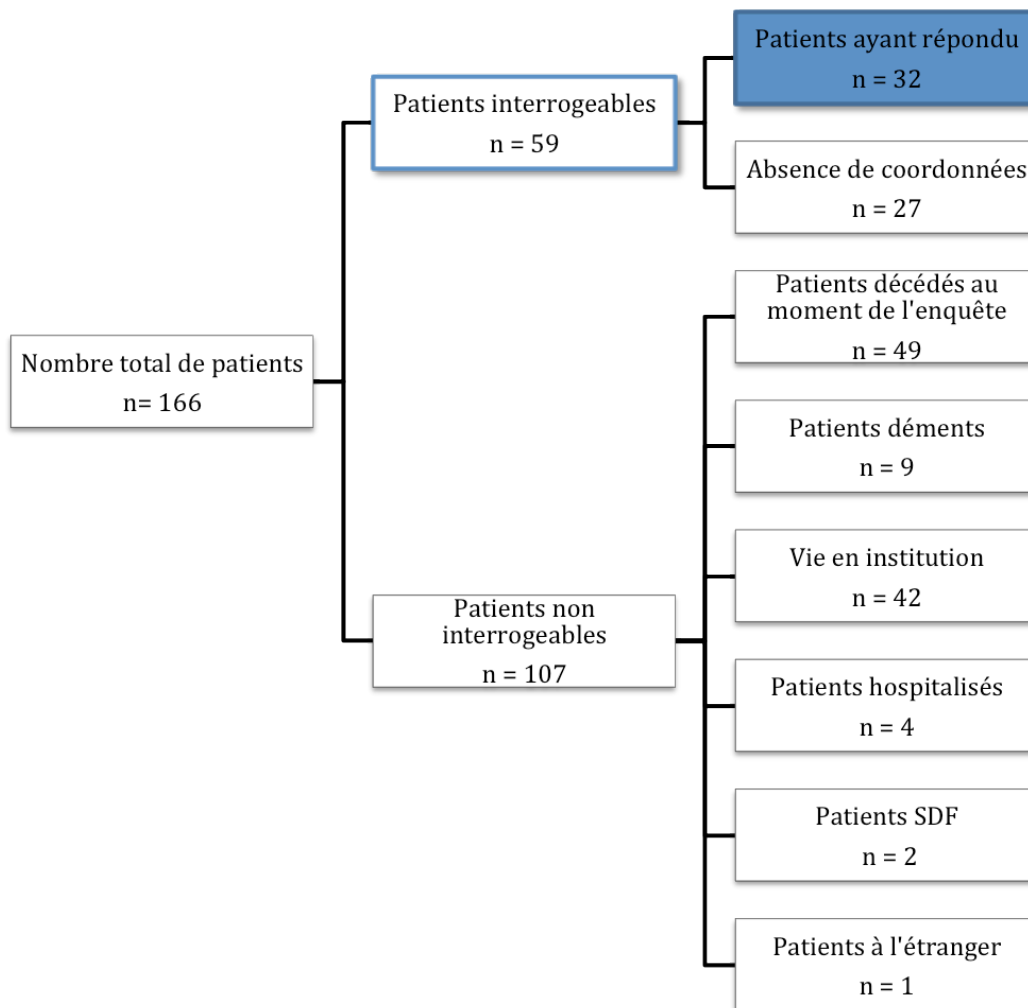 Patients ayant répondu
n = 32
Patients interrogeables
n = 59
Absence de coordonnées
n = 27
Patients décédés au
moment de l'enquête
n = 49
Nombre total de patients
n= 166
Patients déments
n = 9
Vie en institution
n = 42
Patients non
interrogeables
n = 107
Patients hospitalisés
n = 4
Patients SDF
n = 2
Patients à l'étranger
n = 1